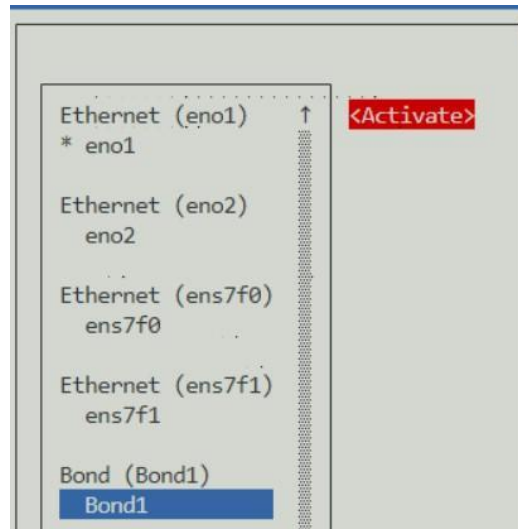 Ethernet (eno1) ↑ <Activate>
* eno1
Ethernet (eno2)
eno2
Ethernet (ens7f0)
ens7f0
Ethernet (ens7f1)
ens7f1
Bond (Bond1)
Bond1